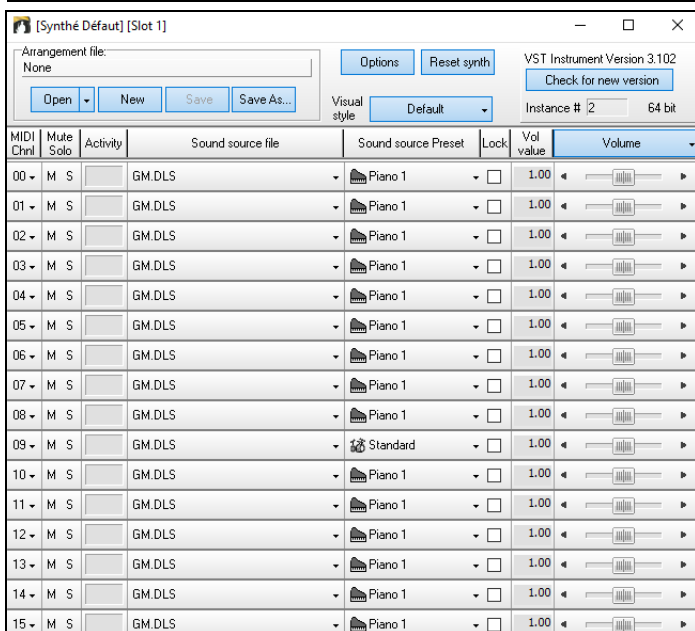 [Synthé Défaut] [Slot 1]
Arrangement file:
None
Options Reset synth
VST Instrument Version 3.102
Check for new version
Open New Save Save As...
Visual style Default
Instance # 2 64 bit
MIDI Chnl Mute Solo Activity Sound source file Sound source Preset Lock Vol value Volume
00 M S GM.DLS Piano 1 1.00
01 M S GM.DLS Piano 1 1.00
02 M S GM.DLS Piano 1 1.00
03 M S GM.DLS Piano 1 1.00
04 M S GM.DLS Piano 1 1.00
05 M S GM.DLS Piano 1 1.00
06 M S GM.DLS Piano 1 1.00
07 M S GM.DLS Piano 1 1.00
08 M S GM.DLS Piano 1 1.00
09 M S GM.DLS Standard 1.00
10 M S GM.DLS Piano 1 1.00
11 M S GM.DLS Piano 1 1.00
12 M S GM.DLS Piano 1 1.00
13 M S GM.DLS Piano 1 1.00
14 M S GM.DLS Piano 1 1.00
15 M S GM.DLS Piano 1 1.00